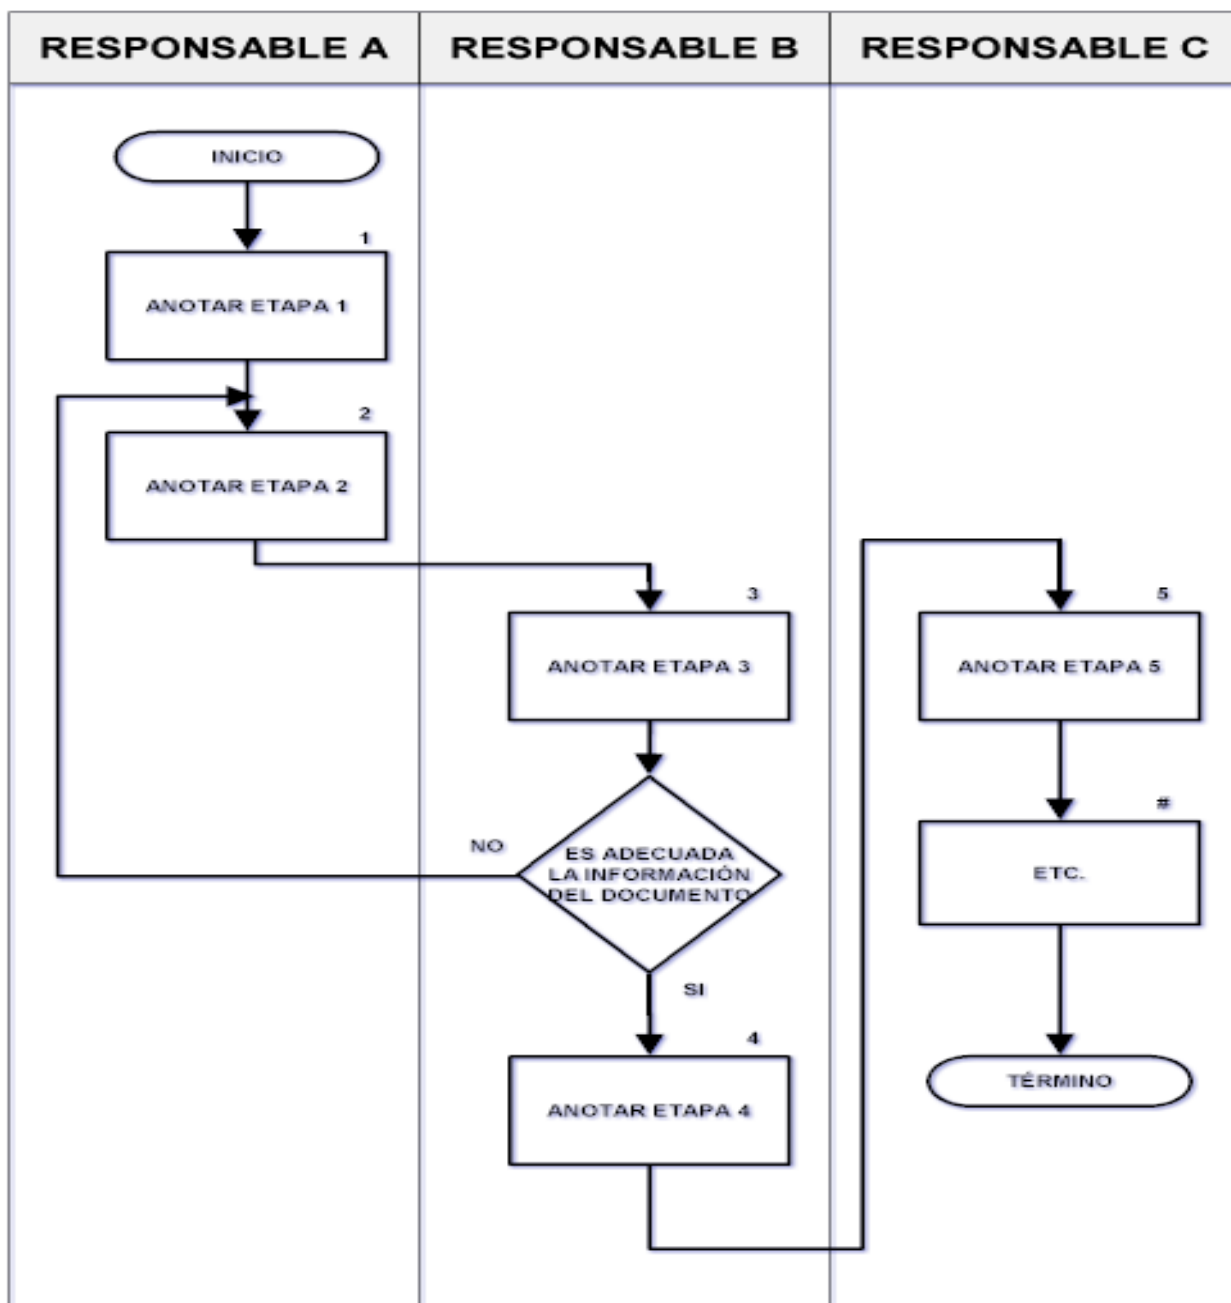 RESPONSABLE A
RESPONSABLE B
RESPONSABLE C
INICIO
1
ANOTAR ETAPA 1
2
ANOTAR ETAPA 2
3
ANOTAR ETAPA 3
NO
ES ADECUADA
LA INFORMACIÓN
DEL DOCUMENTO
SI
4
ANOTAR ETAPA 4
5
ANOTAR ETAPA 5
#
ETC.
TÉRMINO